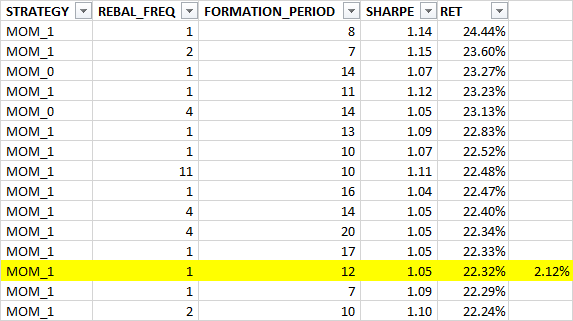 STRATEGY REBAL_FREQ FORMATION_PERIOD SHARPE RET
MOM_1 1 8 1.14 24.44%
MOM_1 2 7 1.15 23.60%
MOM_0 1 14 1.07 23.27%
MOM_1 1 11 1.12 23.23%
MOM_0 4 14 1.05 23.13%
MOM_1 1 13 1.09 22.83%
MOM_1 1 10 1.07 22.52%
MOM_1 11 10 1.11 22.48%
MOM_1 1 16 1.04 22.47%
MOM_1 4 14 1.05 22.40%
MOM_1 4 20 1.05 22.34%
MOM_1 1 17 1.05 22.33%
MOM_1 1 12 1.05 22.32% 2.12%
MOM_1 1 7 1.09 22.29%
MOM_1 2 10 1.10 22.24%